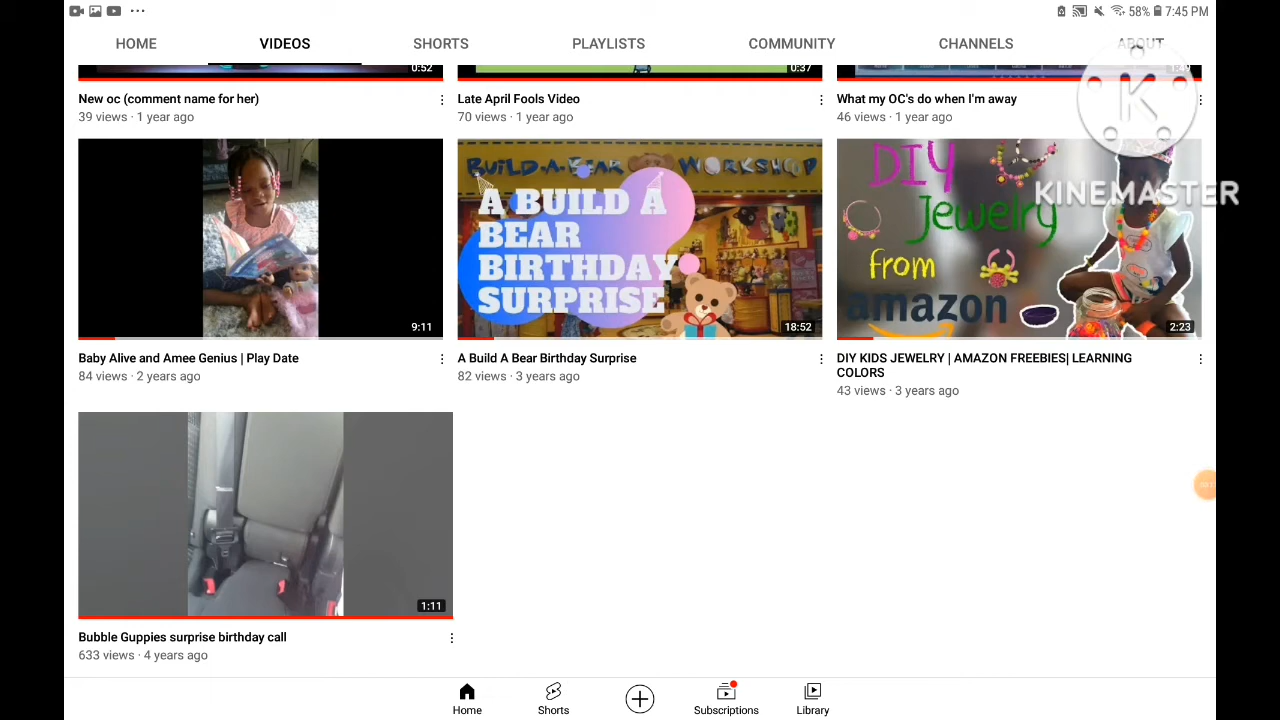 58% 7:45 PM
HOME VIDEOS SHORTS PLAYLISTS COMMUNITY CHANNELS ABOUT
0:52 0:37
New oc (comment name for her)
39 views · 1 year ago
Late April Fools Video
70 views · 1 year ago
What my OC's do when I'm away
46 views · 1 year ago
K
KINEMASTER
9:11
Baby Alive and Amee Genius | Play Date
84 views · 2 years ago
BUILD-A-BEAR WORKSHOP
A BUILD A
BEAR
BIRTHDAY
SURPRISE
18:52
A Build A Bear Birthday Surprise
82 views · 3 years ago
DIY
Jewelry
from
amazon
2:23
DIY KIDS JEWELRY | AMAZON FREEBIES| LEARNING
COLORS
43 views · 3 years ago
1:11
Bubble Guppies surprise birthday call
633 views · 4 years ago
Home Shorts Subscriptions Library